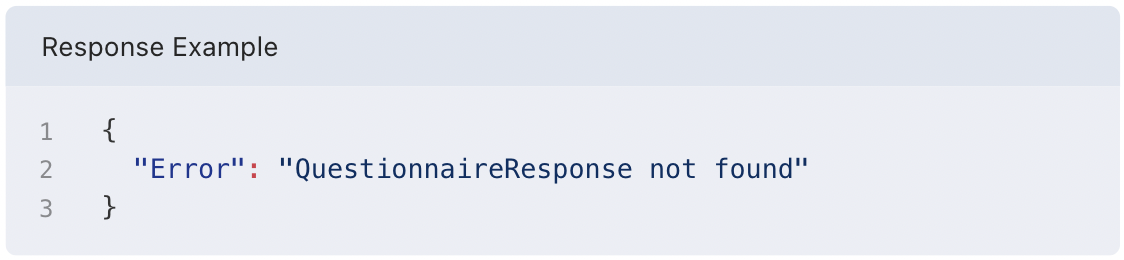 Response Example
1 {
2 "Error": "QuestionnaireResponse not found"
3 }